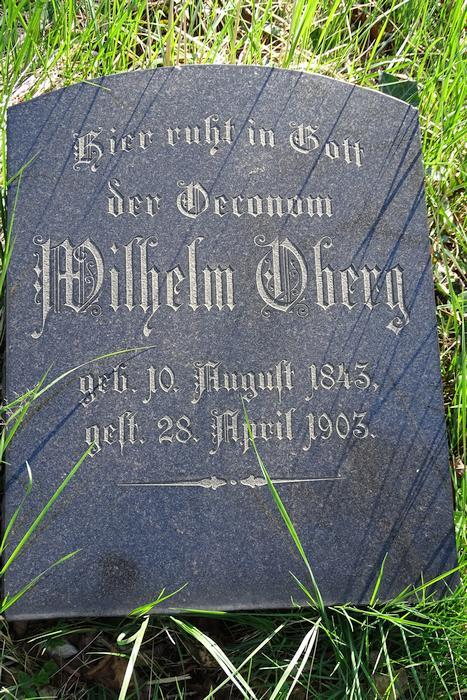 Hier ruht in Gott
der Oeconom
Wilhelm Oberg
geb. 10. August 1843,
gest. 28. April 1903.